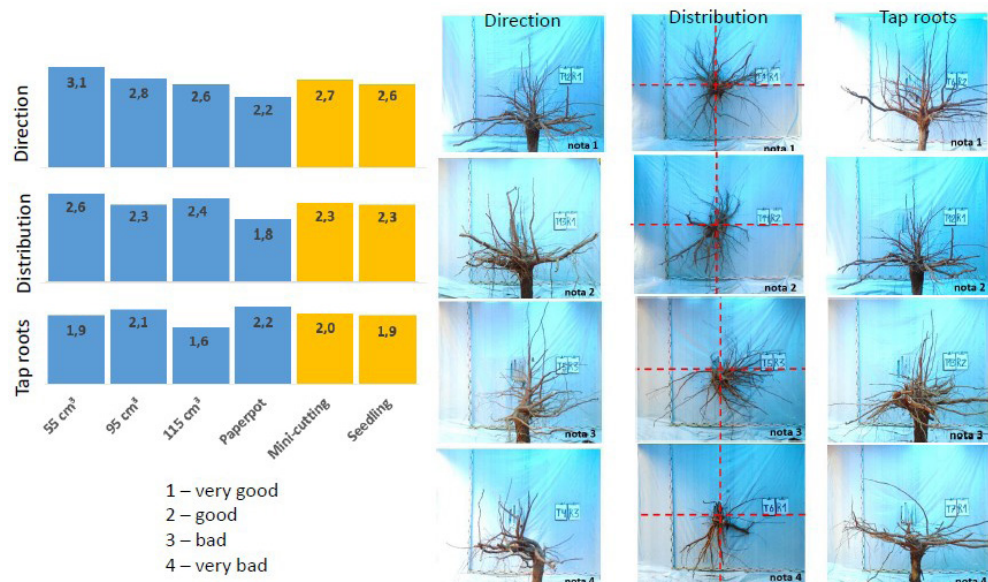 Direction
3,1
2,8
2,6
2,2
2,7
2,6
Distribution
2,6
2,3
2,4
1,8
2,3
2,3
Tap roots
1,9
2,1
1,6
2,2
2,0
1,9
55 cm³
95 cm³
115 cm³
Paperpot
Mini-cutting
Seedling
1 – very good
2 – good
3 – bad
4 – very bad
Direction
Distribution
Tap roots
nota 1
nota 1
nota 1
nota 2
nota 2
nota 2
nota 3
nota 3
nota 3
nota 4
nota 4
nota 4